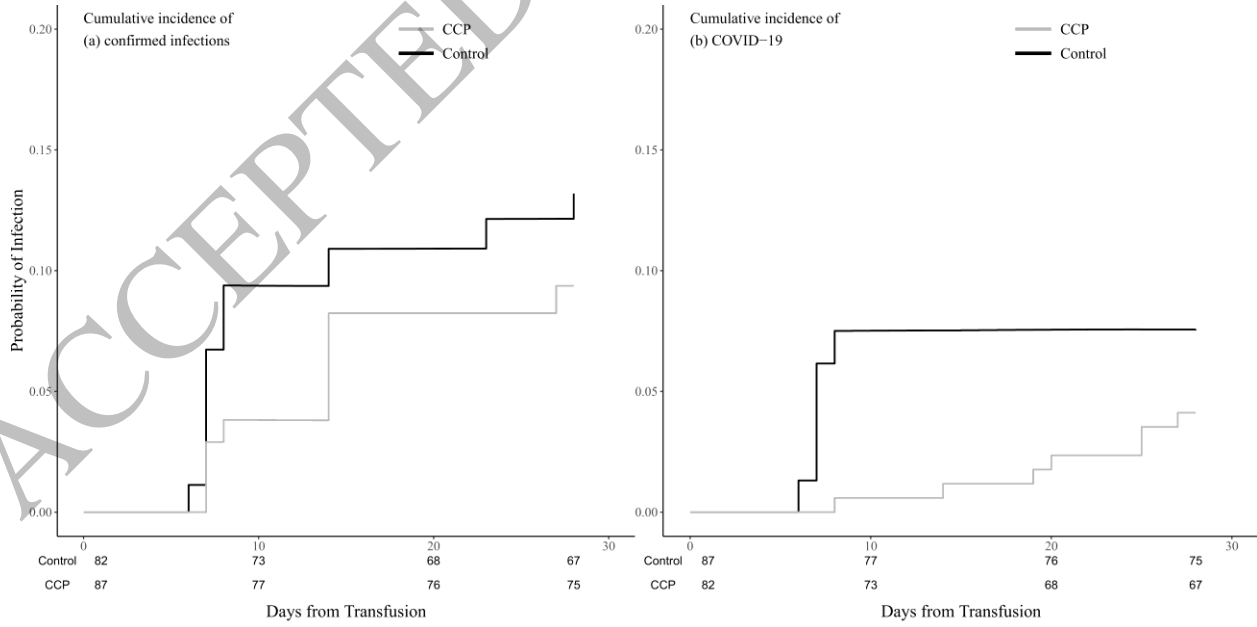 Cumulative incidence of
(a) confirmed infections
CCP
Control
0.20
0.15
0.10
0.05
0.00
Probability of Infection
0 10 20 30
Control 82 73 68 67
CCP 87 77 76 75
Days from Transfusion
Cumulative incidence of
(b) COVID−19
CCP
Control
0.20
0.15
0.10
0.05
0.00
0 10 20 30
Control 87 77 76 75
CCP 82 73 68 67
Days from Transfusion
ACCEPTED